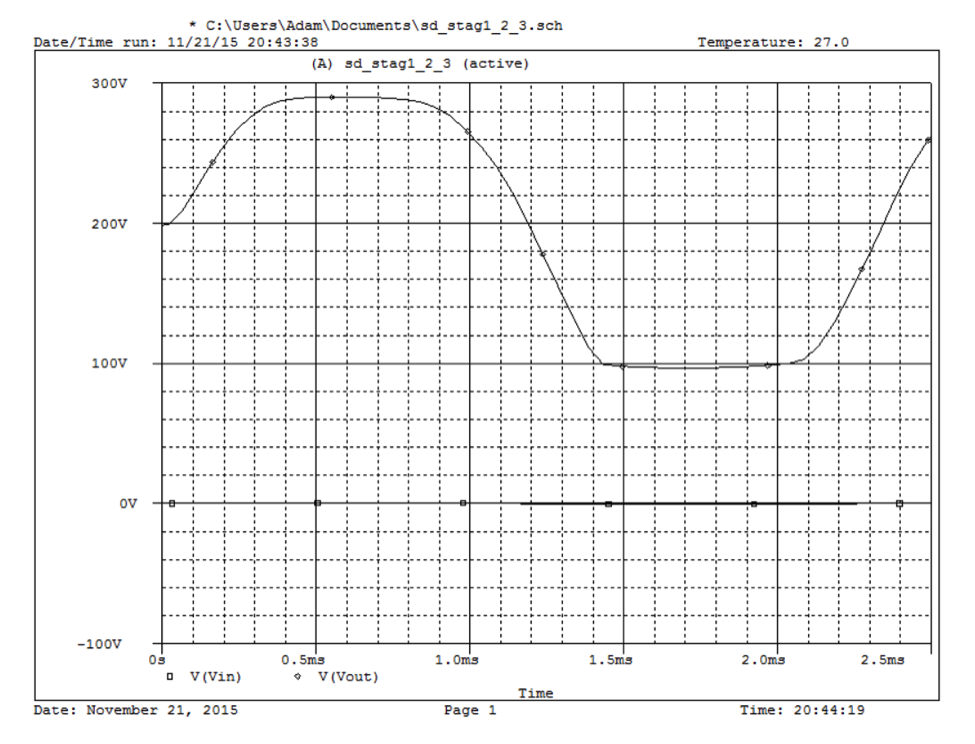 * C:\Users\Adam\Documents\sd_stag1_2_3.sch
Date/Time run: 11/21/15 20:43:38 Temperature: 27.0
(A) sd_stag1_2_3 (active)
300V
200V
100V
0V
-100V
0s 0.5ms 1.0ms 1.5ms 2.0ms 2.5ms
V(Vin) V(Vout)
Time
Date: November 21, 2015 Page 1 Time: 20:44:19